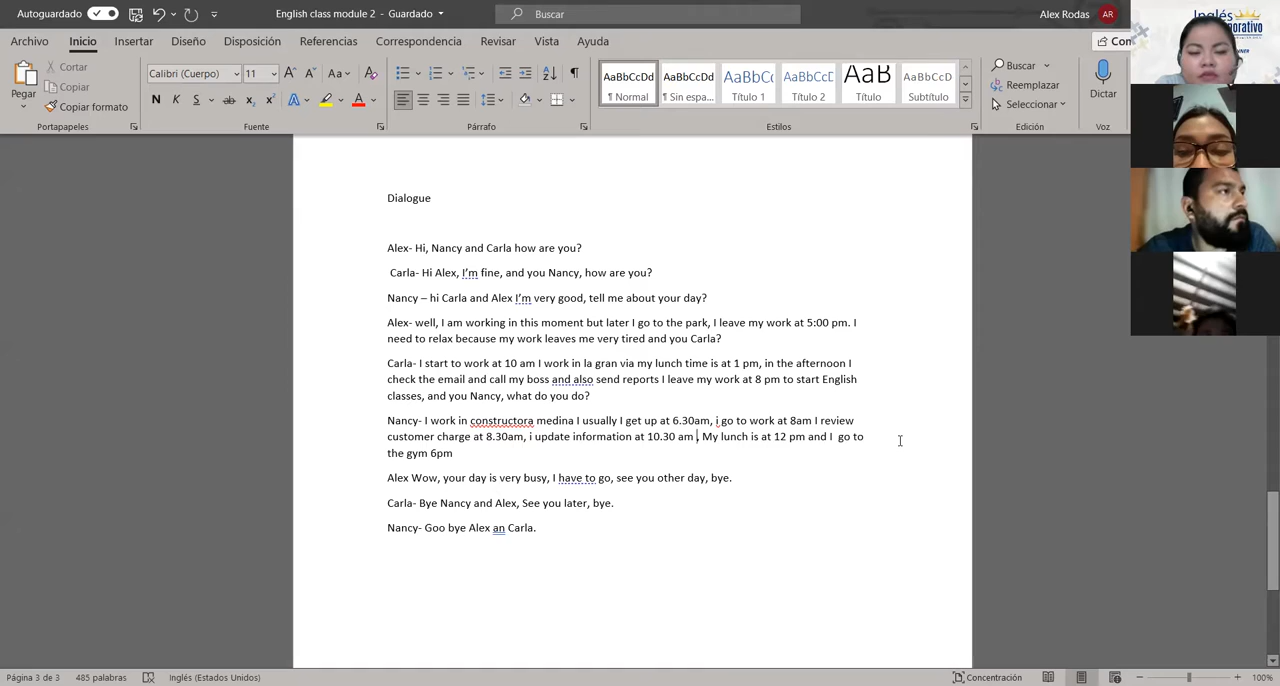 Autoguardado
English class module 2 - Guardado
Buscar
Alex Rodas
AR
Archivo Inicio Insertar Diseño Disposición Referencias Correspondencia Revisar Vista Ayuda
Inglés
Pegar
Cortar
Copiar
Copiar formato
Portapapeles
Calibri (Cuerpo) 11
Aa
N K S ab x₂ x²
Fuente
Párrafo
AaBbCcDd
¶ Normal
AaBbCcDd
¶ Sin espa...
AaBbCc
Título 1
AaBbCcD
Título 2
AaB
Título
AaBbCcD
Subtítulo
Estilos
Buscar
Reemplazar
Seleccionar
Edición
Dictar
Voz
Dialogue
Alex- Hi, Nancy and Carla how are you?
Carla- Hi Alex, I'm fine, and you Nancy, how are you?
Nancy – hi Carla and Alex I'm very good, tell me about your day?
Alex- well, I am working in this moment but later I go to the park, I leave my work at 5:00 pm. I
need to relax because my work leaves me very tired and you Carla?
Carla- I start to work at 10 am I work in la gran via my lunch time is at 1 pm, in the afternoon I
check the email and call my boss and also send reports I leave my work at 8 pm to start English
classes, and you Nancy, what do you do?
Nancy- I work in constructora medina I usually I get up at 6.30am, i go to work at 8am I review
customer charge at 8.30am, i update information at 10.30 am , My lunch is at 12 pm and I go to
the gym 6pm
Alex Wow, your day is very busy, I have to go, see you other day, bye.
Carla- Bye Nancy and Alex, See you later, bye.
Nancy- Goo bye Alex an Carla.
Página 3 de 3 485 palabras Inglés (Estados Unidos)
Concentración
100%